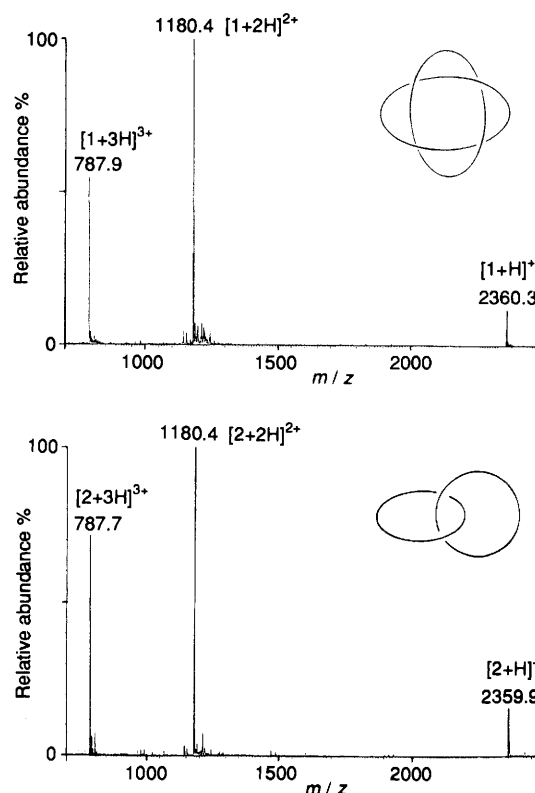 1180.4 [1+2H]2+
100
[1+3H]3+
787.9
Relative abundance %
[1+H]+
2360.3
0
1000
1500
2000
m / z
1180.4 [2+2H]2+
100
[2+3H]3+
787.7
Relative abundance %
[2+H]
2359.9
0
1000
1500
2000
m / z